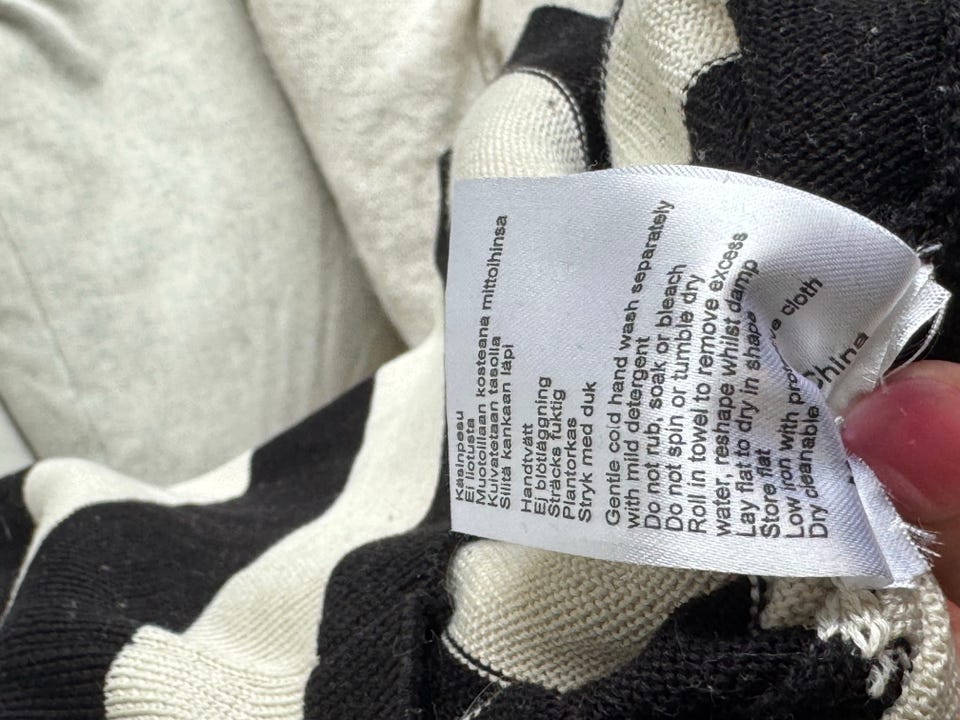 Käsinpesu
Ei liotusta
Muotoillaan kosteana mittoihinsa
Kuivatetaan tasolla
Silitä kankaan läpi
Handtvätt
Ej blötläggning
Sträcks fuktig
Plantorkas
Stryk med duk
Gentle cold hand wash separately
with mild detergent
Do not rub, soak or bleach
Do not spin or tumble dry
Roll in towel to remove excess
water, reshape whilst damp
Lay flat to dry in shape
Store flat
Low iron with cloth
Dry cleanable
China